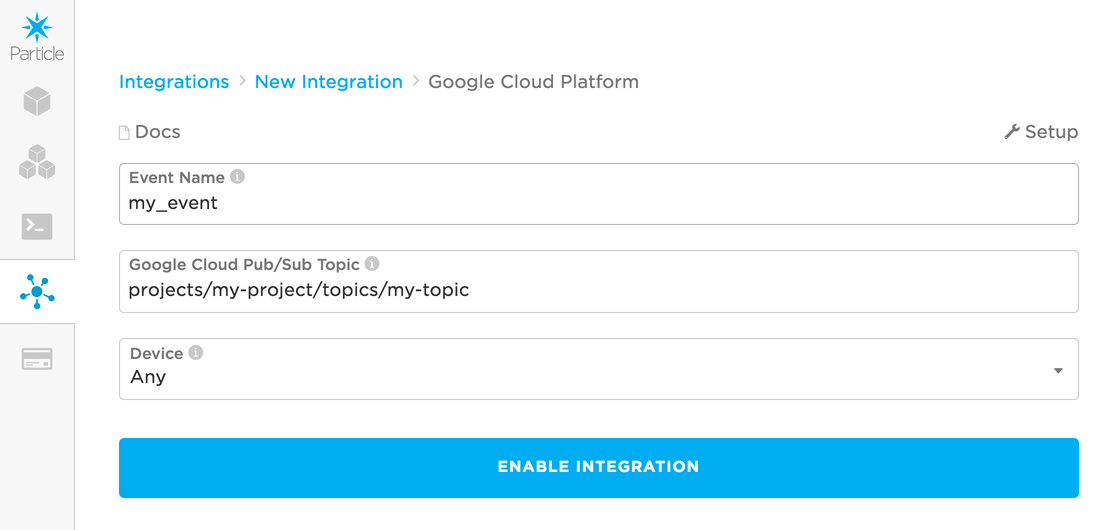 Particle
Integrations > New Integration > Google Cloud Platform
Docs
Setup
Event Name
my_event
Google Cloud Pub/Sub Topic
projects/my-project/topics/my-topic
Device
Any
ENABLE INTEGRATION